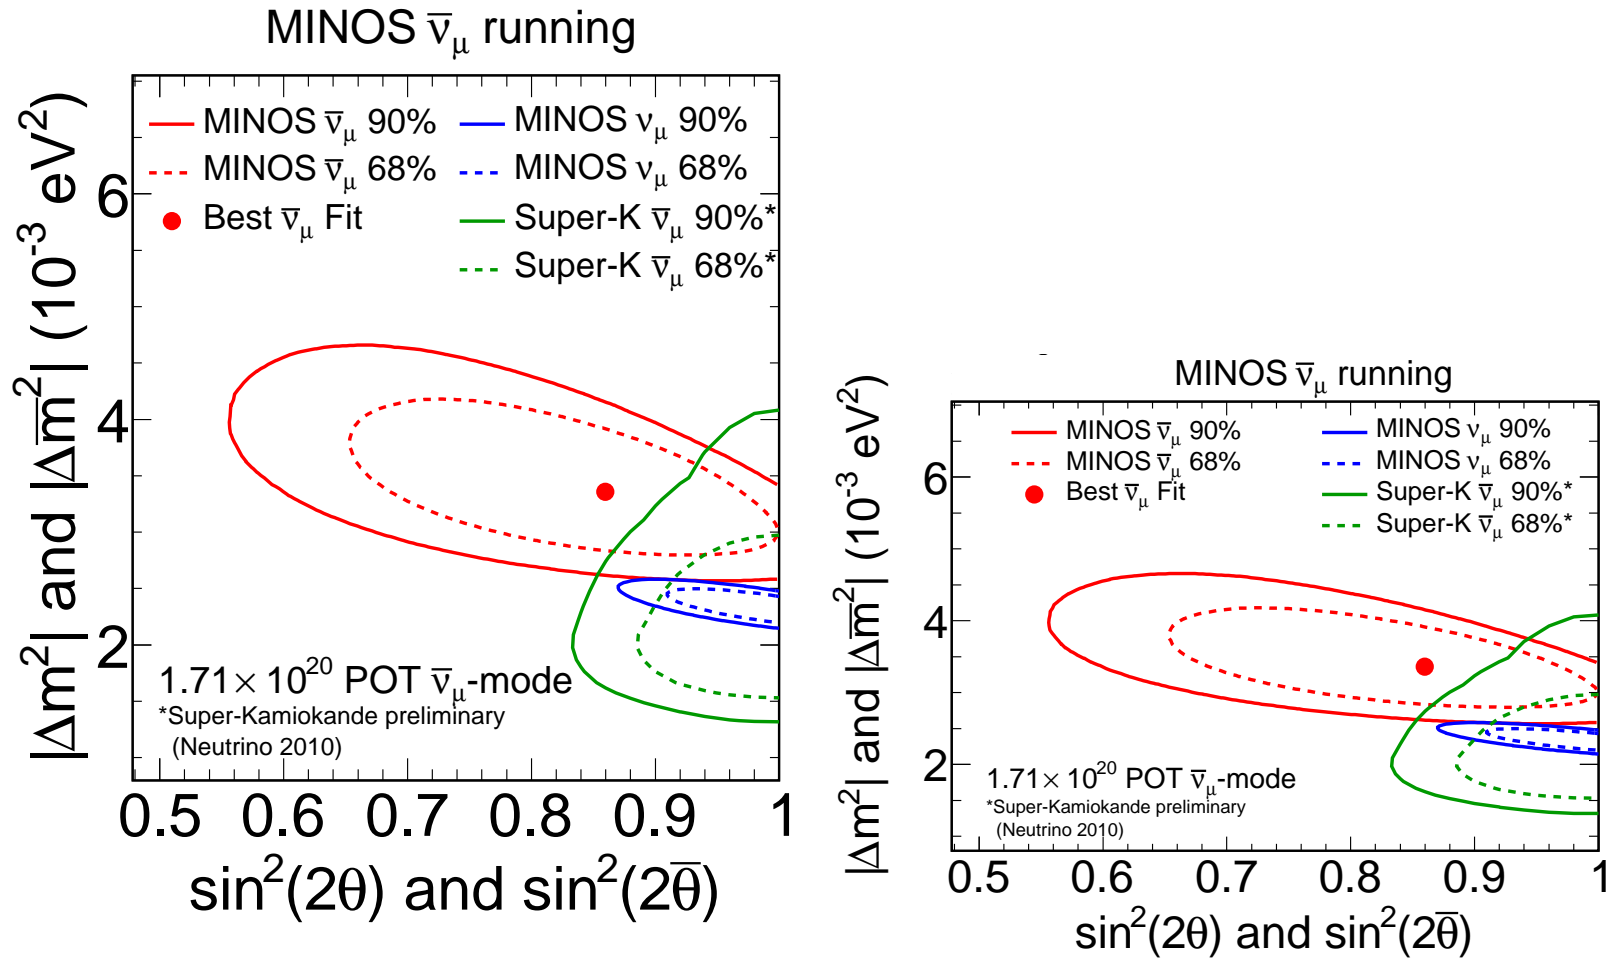 MINOS ν̅μ running
MINOS ν̅μ 90%
MINOS ν̅μ 68%
Best ν̅μ Fit
MINOS νμ 90%
MINOS νμ 68%
Super-K ν̅μ 90%*
Super-K ν̅μ 68%*
|Δm²| and |Δm̅²| (10⁻³ eV²)
6
4
2
1.71×10²⁰ POT ν̅μ-mode
*Super-Kamiokande preliminary
(Neutrino 2010)
0.5 0.6 0.7 0.8 0.9 1
sin²(2θ) and sin²(2θ̅)
MINOS ν̅μ running
MINOS ν̅μ 90%
MINOS ν̅μ 68%
Best ν̅μ Fit
MINOS νμ 90%
MINOS νμ 68%
Super-K ν̅μ 90%*
Super-K ν̅μ 68%*
|Δm²| and |Δm̅²| (10⁻³ eV²)
6
4
2
1.71×10²⁰ POT ν̅μ-mode
*Super-Kamiokande preliminary
(Neutrino 2010)
0.5 0.6 0.7 0.8 0.9 1
sin²(2θ) and sin²(2θ̅)